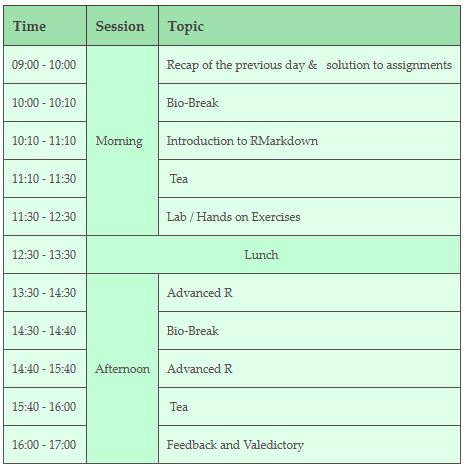 Time Session Topic
09:00 - 10:00 Recap of the previous day & solution to assignments
10:00 - 10:10 Bio-Break
10:10 - 11:10 Morning Introduction to RMarkdown
11:10 - 11:30 Tea
11:30 - 12:30 Lab / Hands on Exercises
12:30 - 13:30 Lunch
13:30 - 14:30 Advanced R
14:30 - 14:40 Bio-Break
14:40 - 15:40 Afternoon Advanced R
15:40 - 16:00 Tea
16:00 - 17:00 Feedback and Valedictory